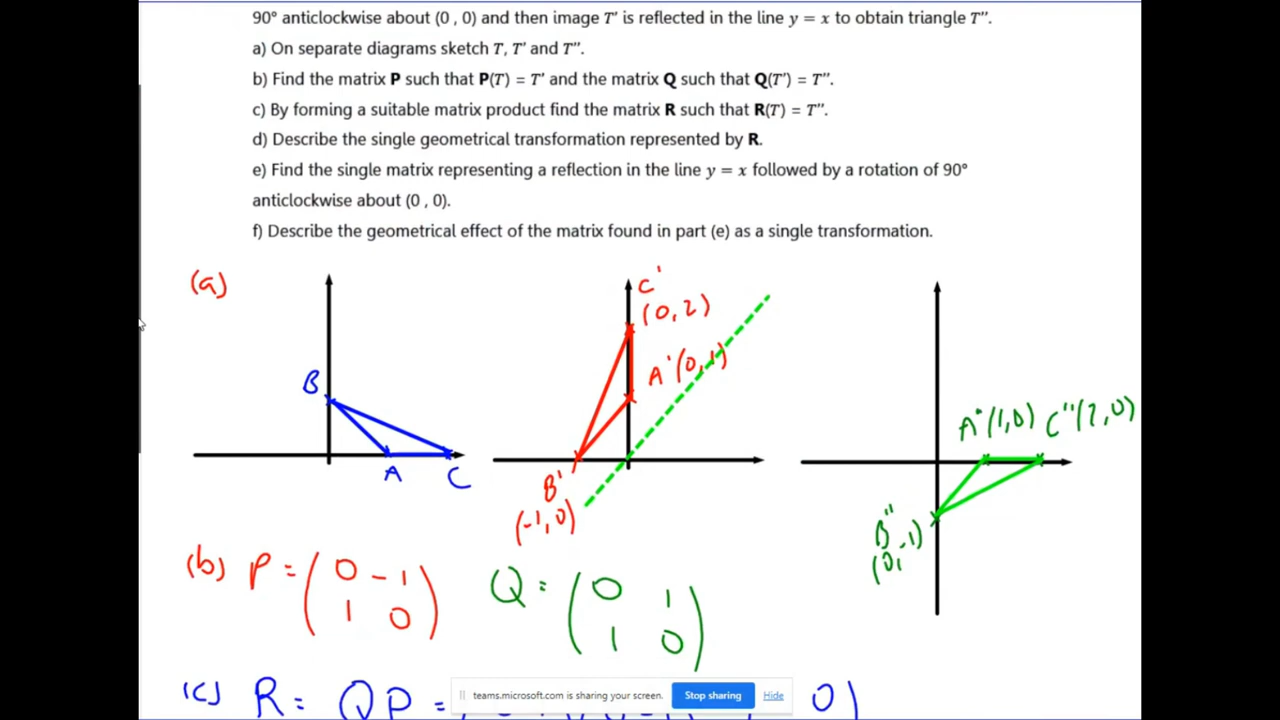 90° anticlockwise about (0 , 0) and then image T' is reflected in the line y = x to obtain triangle T''.
a) On separate diagrams sketch T, T' and T''.
b) Find the matrix P such that P(T) = T' and the matrix Q such that Q(T') = T''.
c) By forming a suitable matrix product find the matrix R such that R(T) = T''.
d) Describe the single geometrical transformation represented by R.
e) Find the single matrix representing a reflection in the line y = x followed by a rotation of 90°
anticlockwise about (0 , 0).
f) Describe the geometrical effect of the matrix found in part (e) as a single transformation.
(a)
B
A
C
C'
(0, 2)
A'(0, 1)
B'
(-1, 0)
A''(1, 0) C''(2, 0)
B''
(0, -1)
(b) P = (0 -1
1 0)
Q = (0 1
1 0)
(c) R = QP =
0)
teams.microsoft.com is sharing your screen. Stop sharing Hide